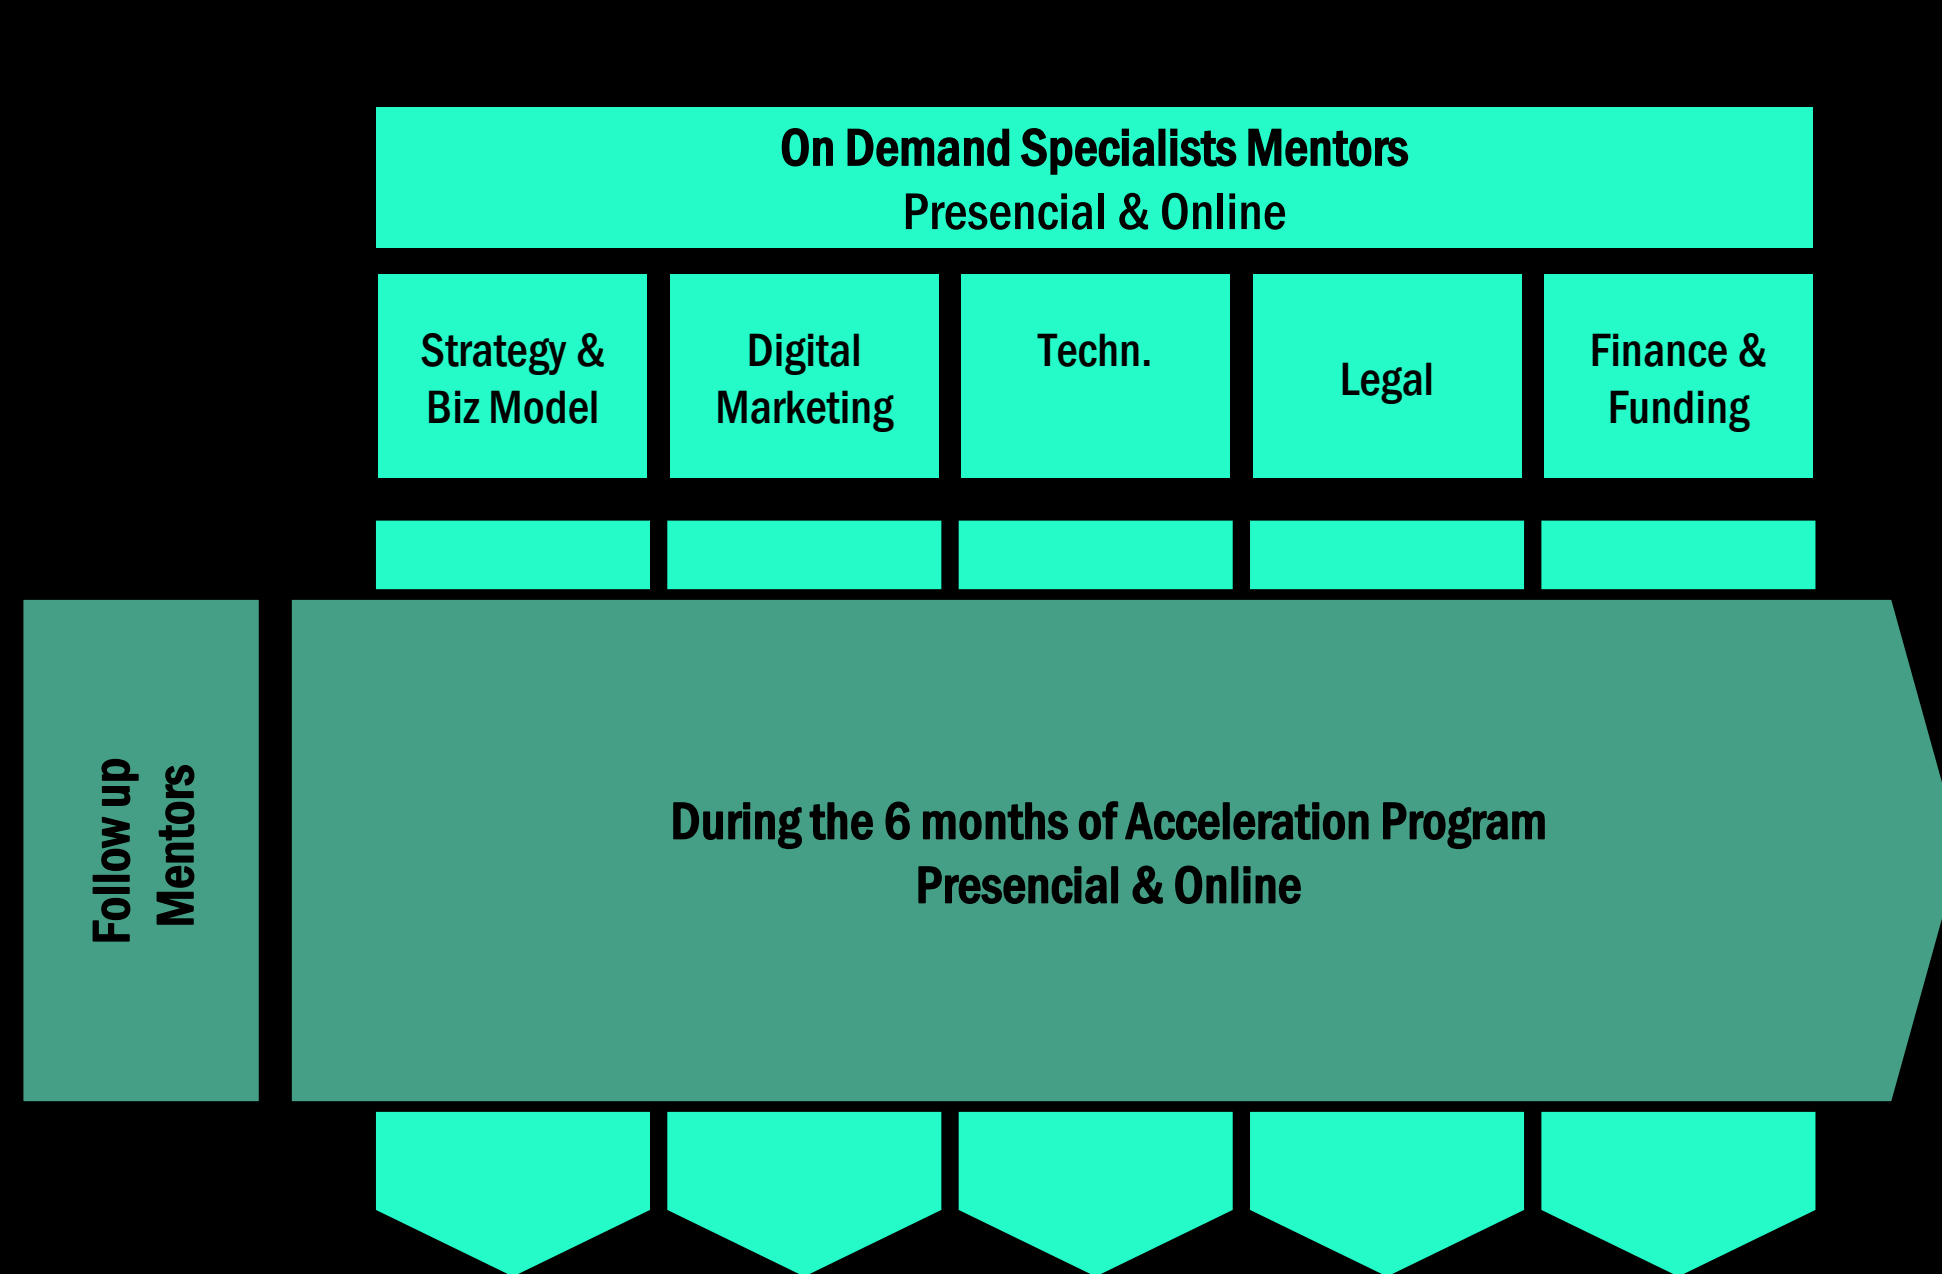 On Demand Specialists Mentors
Presencial & Online
Strategy &
Biz Model
Digital
Marketing
Techn.
Legal
Finance &
Funding
Follow up
Mentors
During the 6 months of Acceleration Program
Presencial & Online